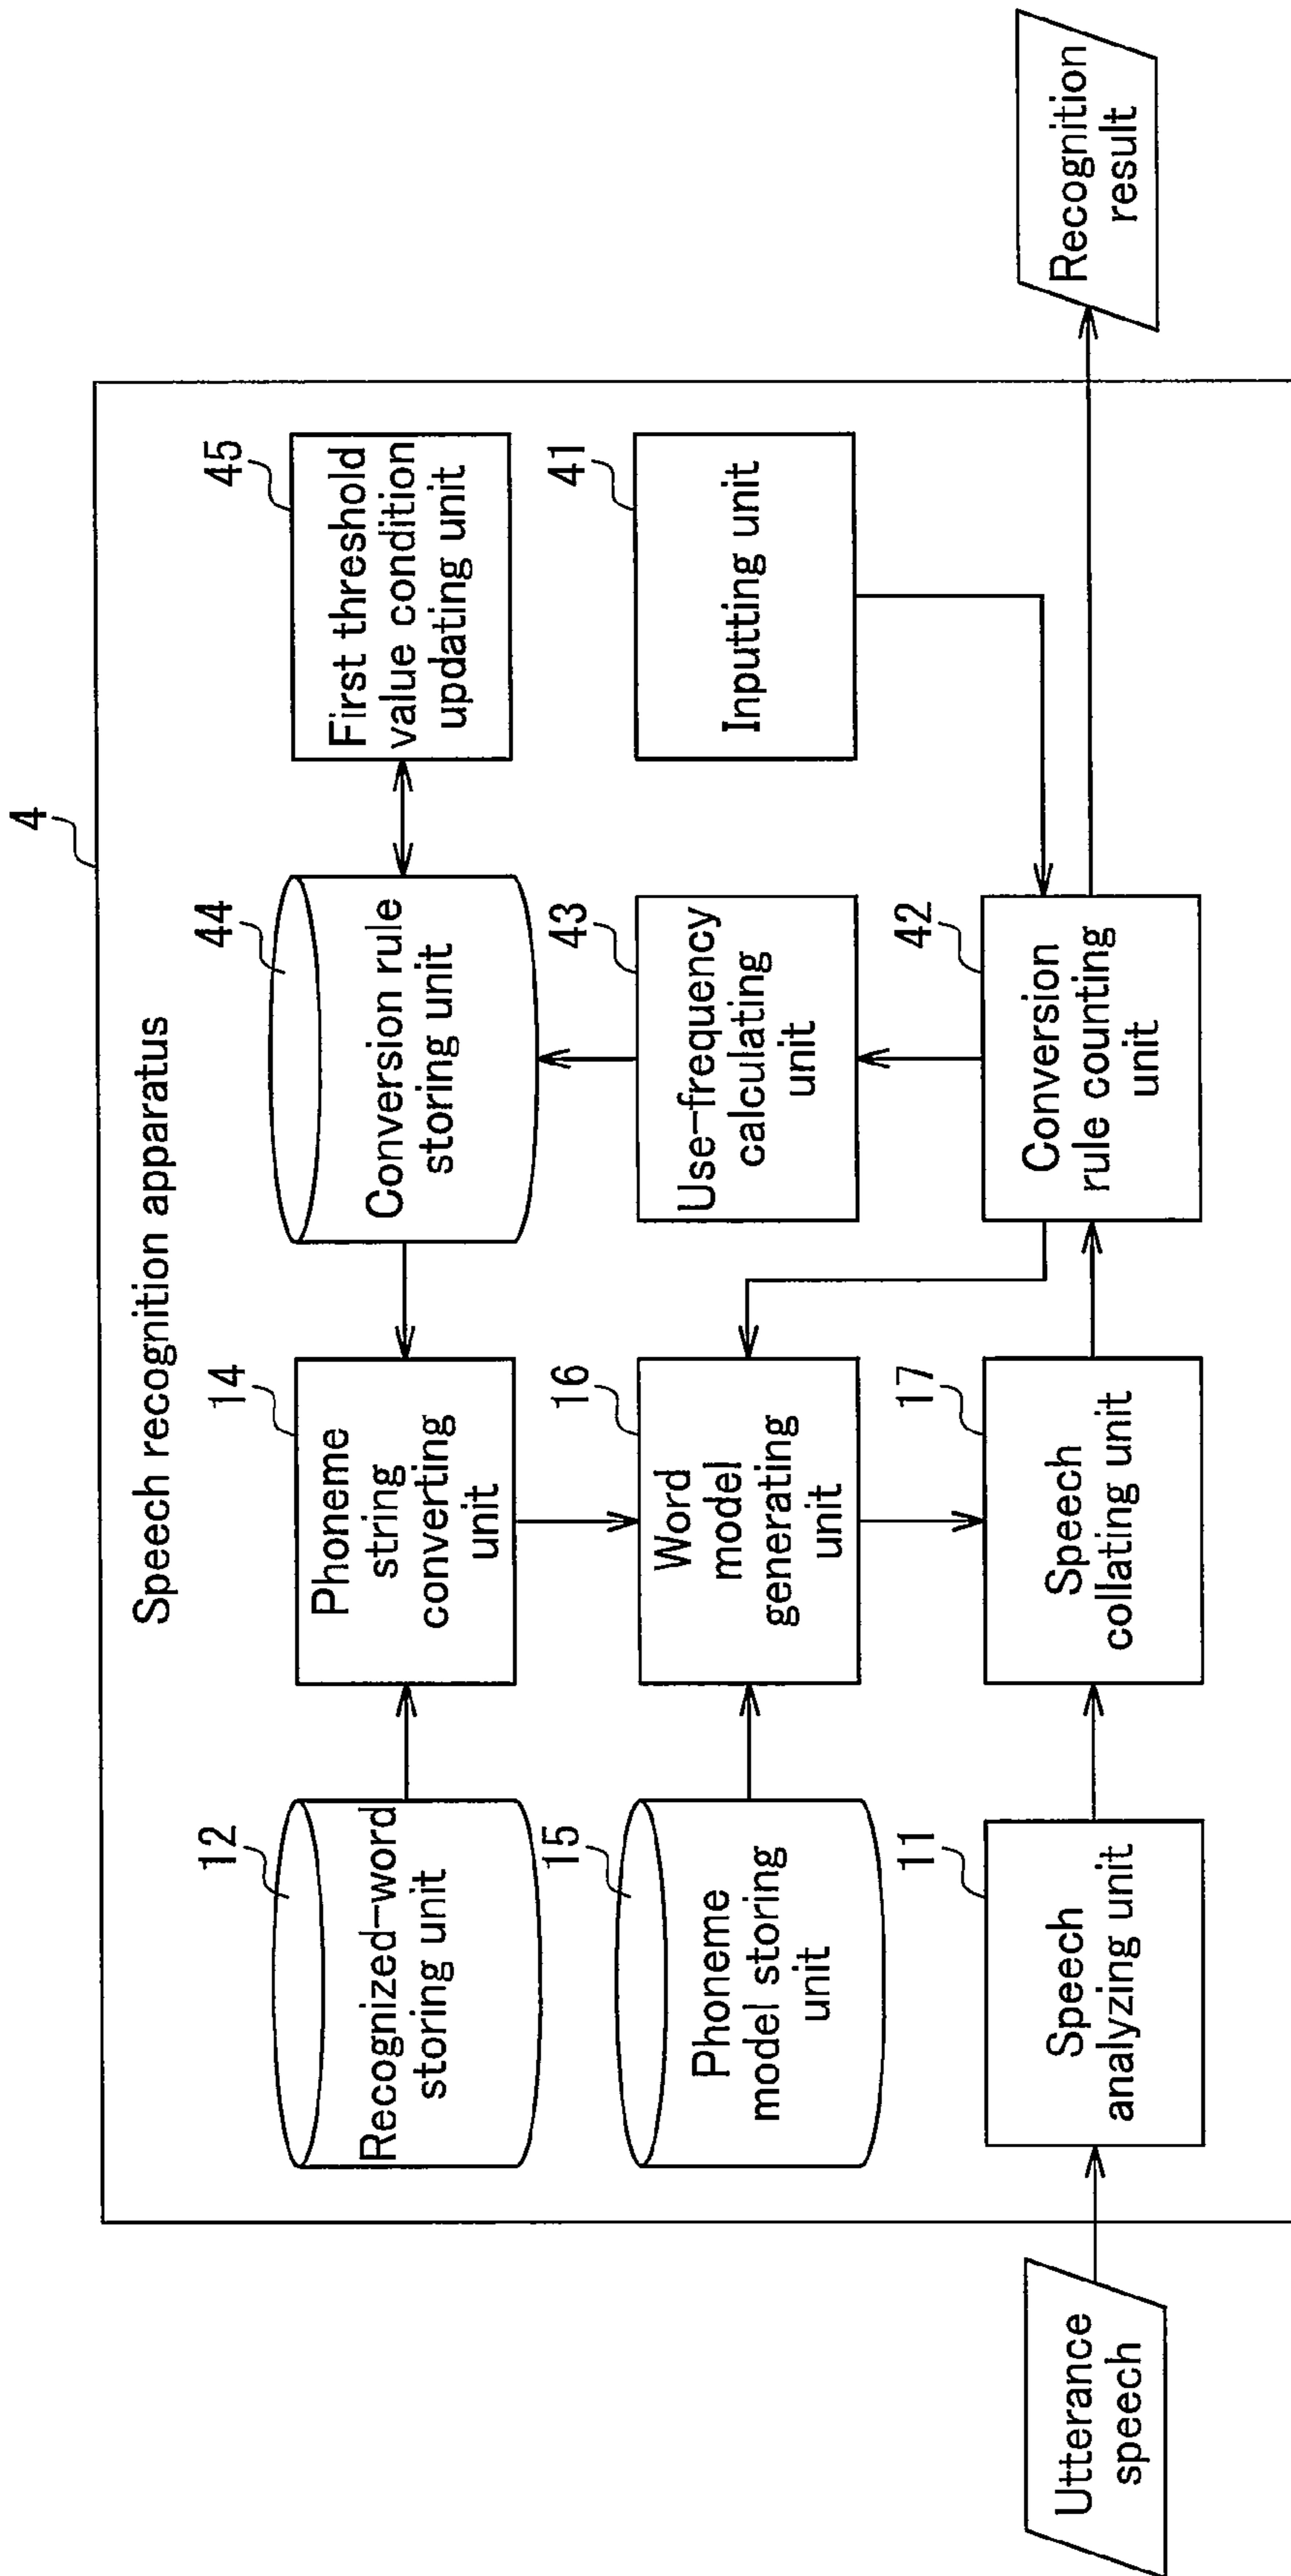 4
Speech recognition apparatus
12
Recognized-word
storing unit
14
Phoneme
string
converting
unit
44
Conversion rule
storing unit
45
First threshold
value condition
updating unit
15
Phoneme
model storing
unit
16
Word
model
generating
unit
43
Use-frequency
calculating
unit
41
Inputting unit
Utterance
speech
11
Speech
analyzing unit
17
Speech
collating unit
42
Conversion
rule counting
unit
Recognition
result